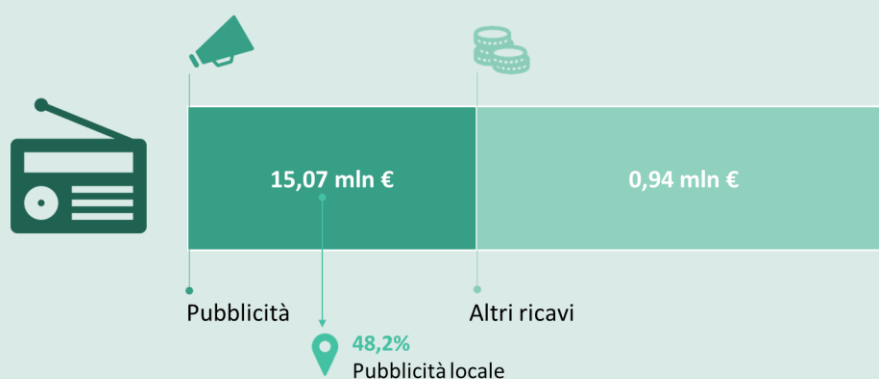 15,07 mln €
0,94 mln €
Pubblicità
Altri ricavi
48,2%
Pubblicità locale